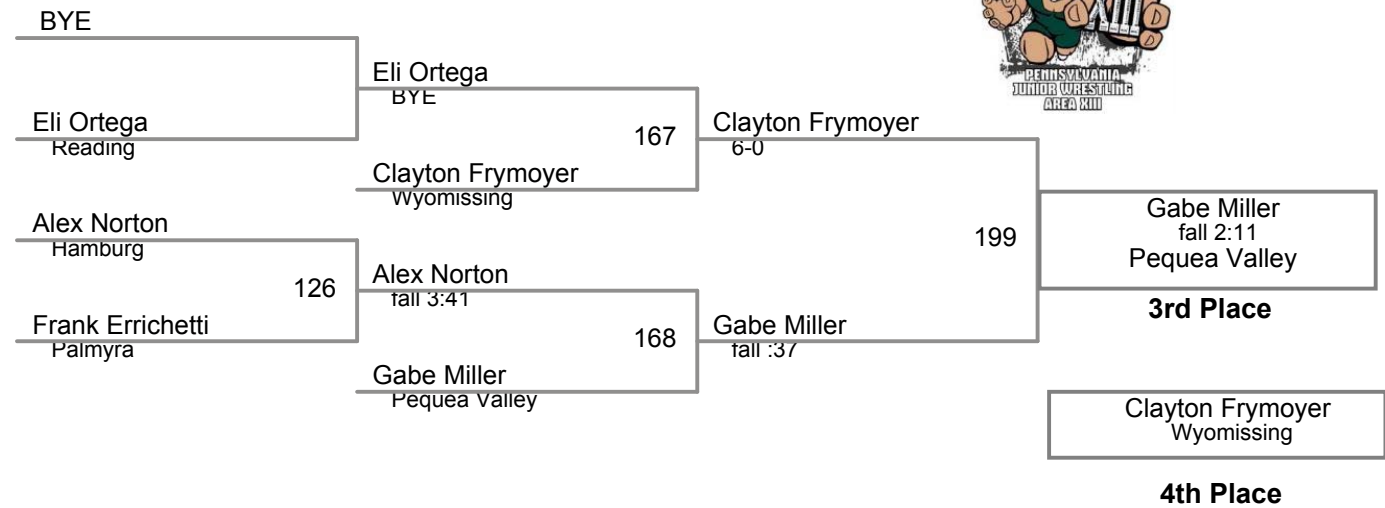 BYE
PENNSYLVANIA
JUNIOR WRESTLING
AREA XIII
Eli Ortega
BYE
Eli Ortega
Reading
167
Clayton Frymoyer
6-0
Clayton Frymoyer
Wyomissing
Alex Norton
Hamburg
199
Gabe Miller
fall 2:11
Pequea Valley
3rd Place
126
Alex Norton
fall 3:41
Frank Errichetti
Palmyra
168
Gabe Miller
fall :37
Gabe Miller
Pequea Valley
Clayton Frymoyer
Wyomissing
4th Place